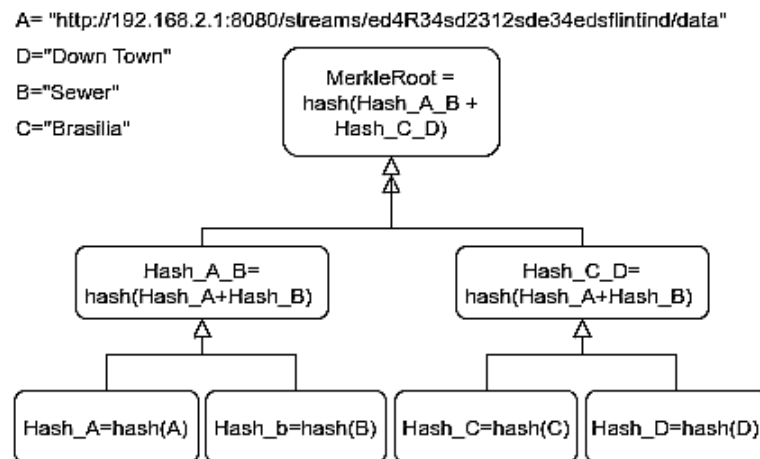 A= "http://192.168.2.1:8080/streams/ed4R34sd2312sde34edsflintind/data"
D="Down Town"
B="Sewer"
C="Brasilia"
MerkleRoot =
hash(Hash_A_B +
Hash_C_D)
Hash_A_B=
hash(Hash_A+Hash_B)
Hash_C_D=
hash(Hash_A+Hash_B)
Hash_A=hash(A)
Hash_b=hash(B)
Hash_C=hash(C)
Hash_D=hash(D)